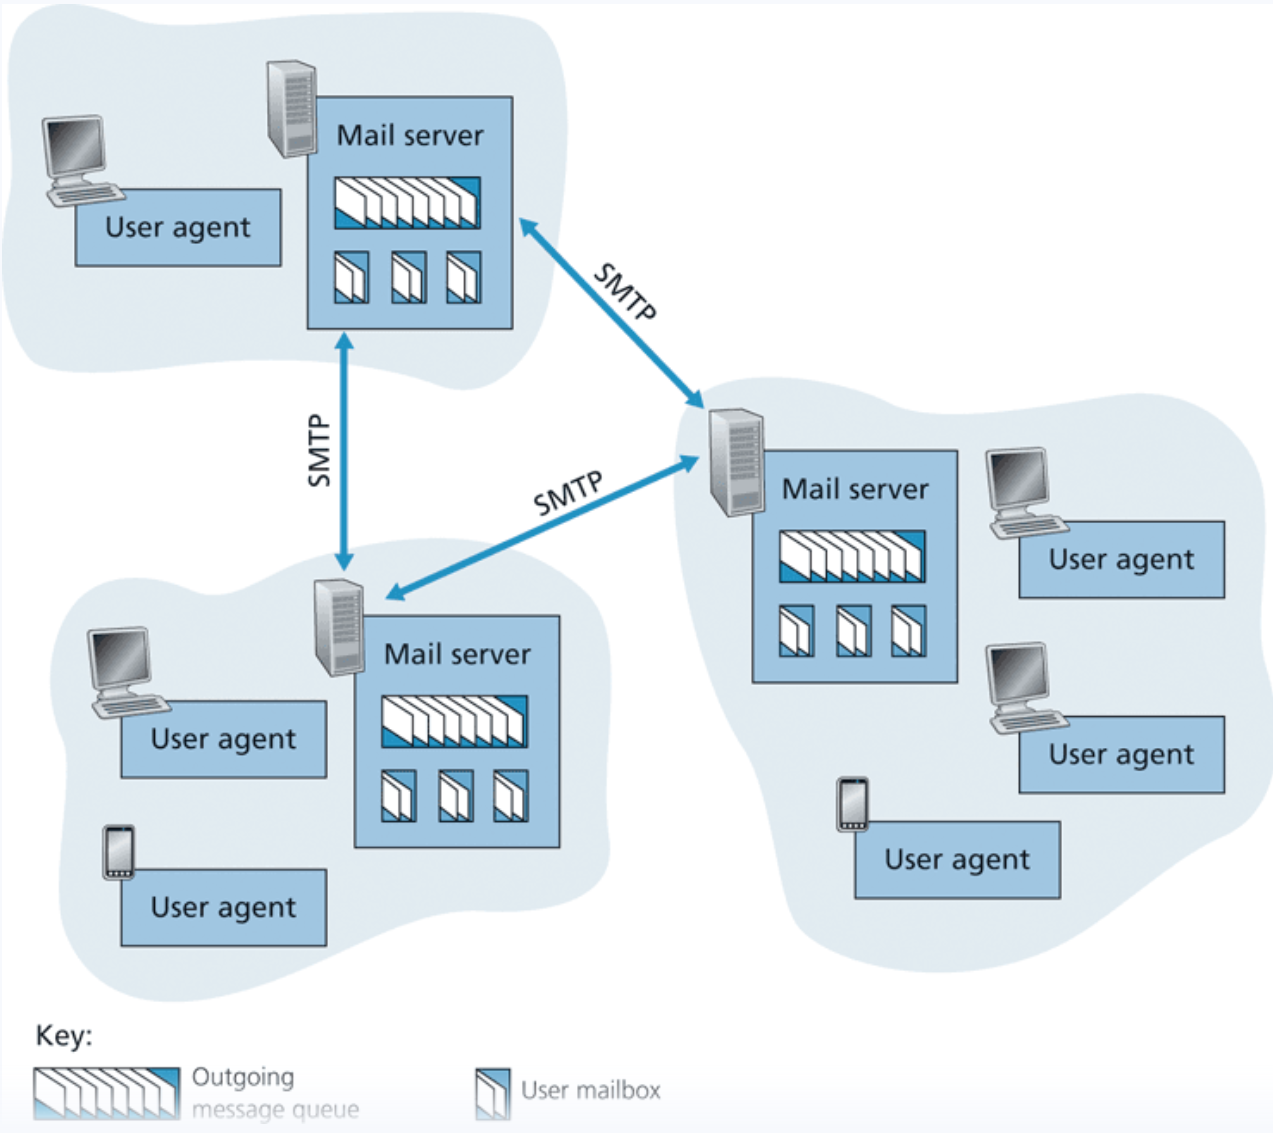 Mail server
User agent
SMTP
SMTP
SMTP
Mail server
User agent
User agent
User agent
Mail server
User agent
User agent
Key:
Outgoing
message queue
User mailbox